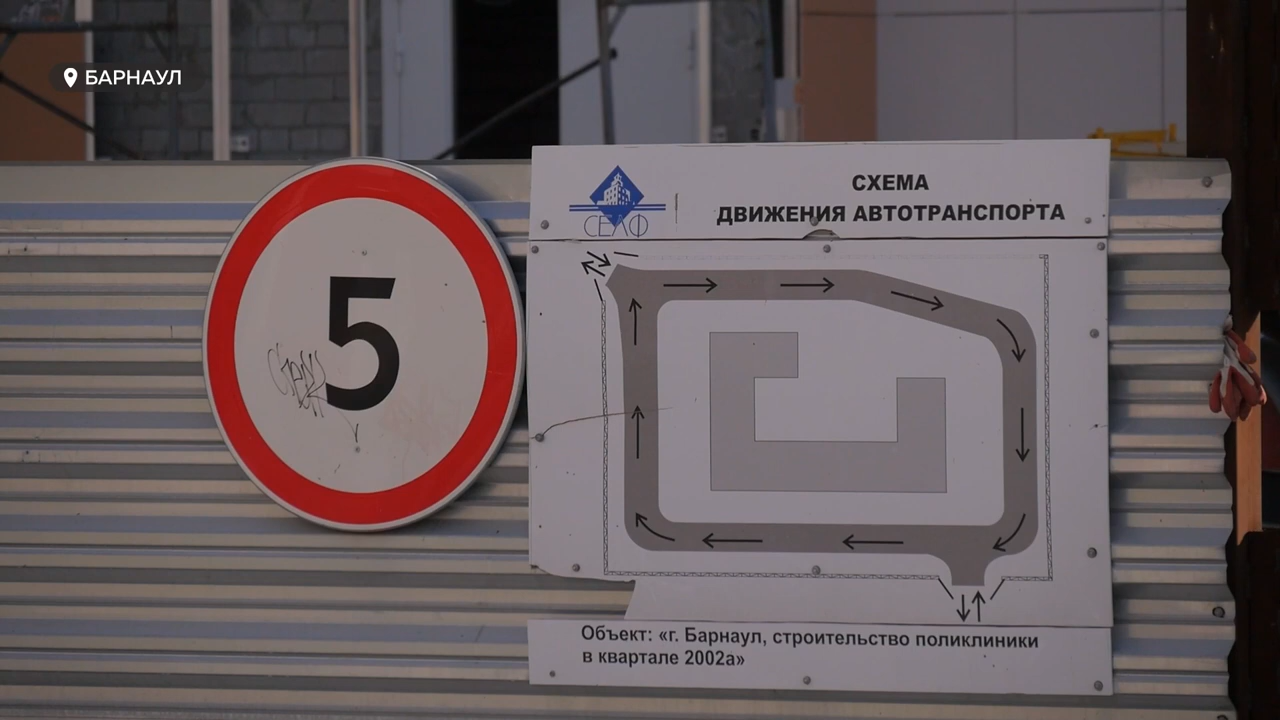 БАРНАУЛ
5
СЕЛФ
СХЕМА
ДВИЖЕНИЯ АВТОТРАНСПОРТА
Объект: «г. Барнаул, строительство поликлиники
в квартале 2002а»